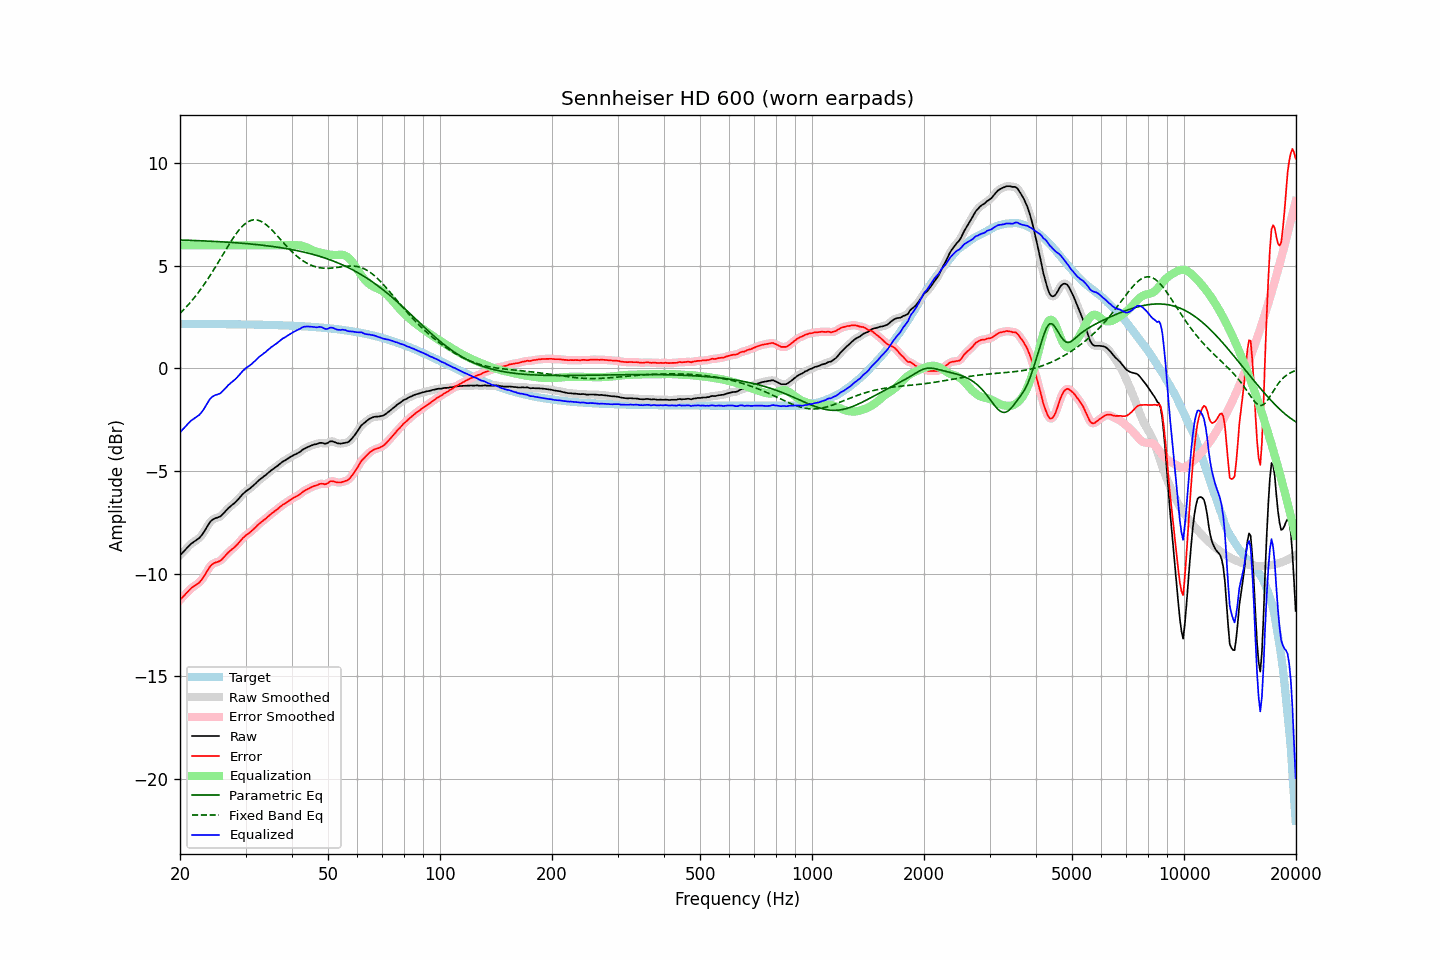 Sennheiser HD 600 (worn earpads)
Amplitude (dBr)
10
5
0
−5
−10
−15
−20
Target
Raw Smoothed
Error Smoothed
Raw
Error
Equalization
Parametric Eq
Fixed Band Eq
Equalized
20 50 100 200 500 1000 2000 5000 10000 20000
Frequency (Hz)